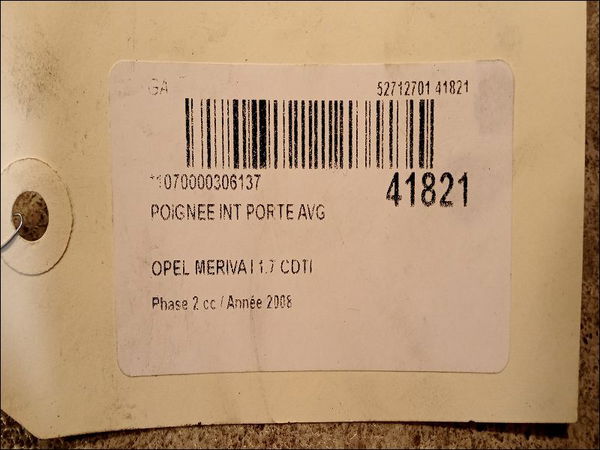 GA 52712701 41821
*1070000306137 41821
POIGNEE INT PORTE AVG
OPEL MERIVA I 1.7 CDTI
Phase 2 cc / Année 2008